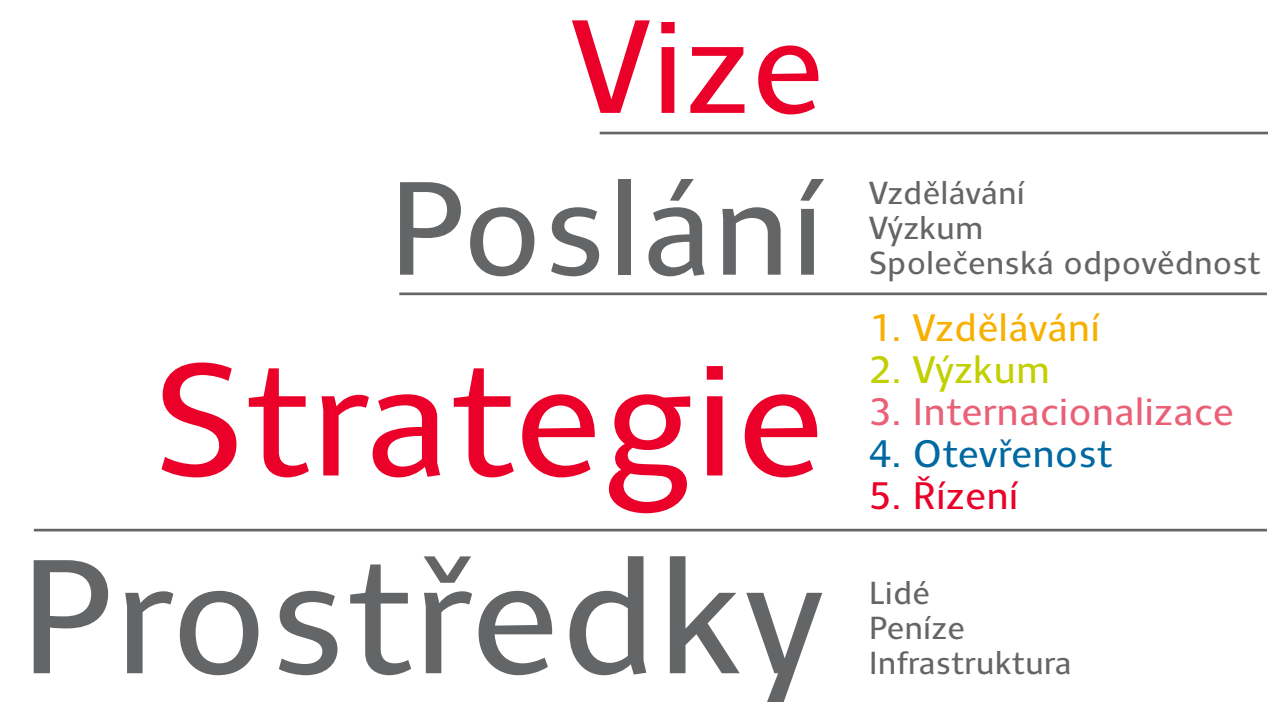 Vize
Poslání
Vzdělávání
Výzkum
Společenská odpovědnost
Strategie
1. Vzdělávání
2. Výzkum
3. Internacionalizace
4. Otevřenost
5. Řízení
Prostředky
Lidé
Peníze
Infrastruktura